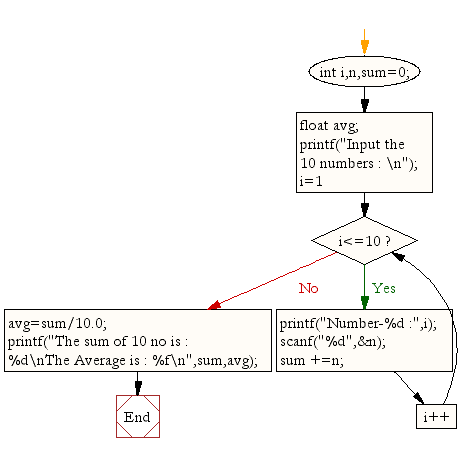 int i,n,sum=0;
float avg;
printf("Input the
10 numbers : \n");
i=1
i<=10 ?
No
Yes
avg=sum/10.0;
printf("The sum of 10 no is :
%d\nThe Average is : %f\n",sum,avg);
printf("Number-%d :",i);
scanf("%d",&n);
sum +=n;
End
i++